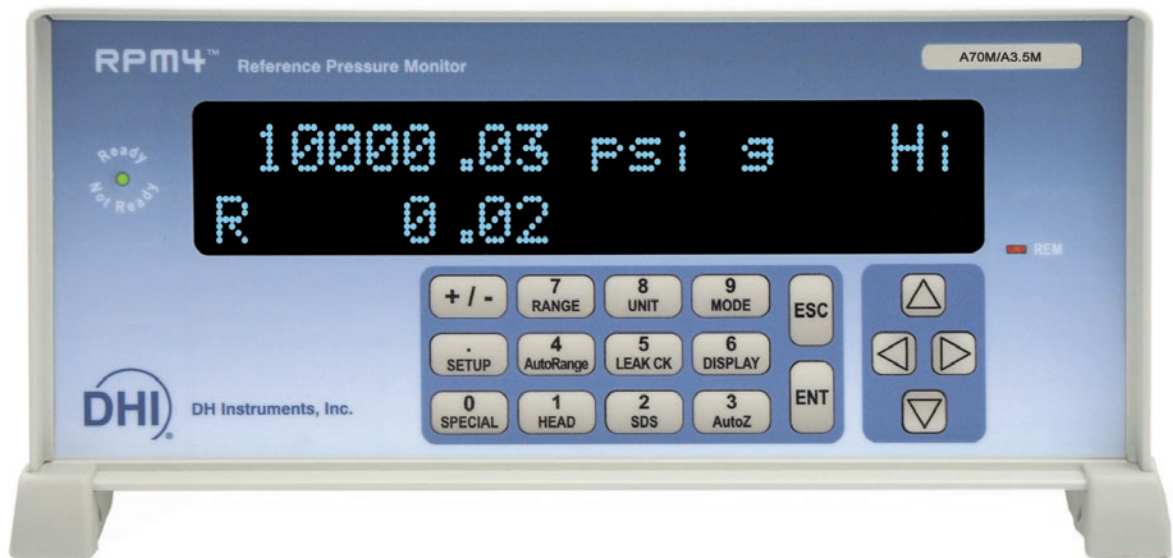 RPM4™ Reference Pressure Monitor
A70M/A3.5M
Ready
Not Ready
10000.03 psi g Hi
R 0.02
REM
+ / -
7 RANGE
8 UNIT
9 MODE
ESC
. SETUP
4 AutoRange
5 LEAK CK
6 DISPLAY
0 SPECIAL
1 HEAD
2 SDS
3 AutoZ
ENT
DHI® DH Instruments, Inc.